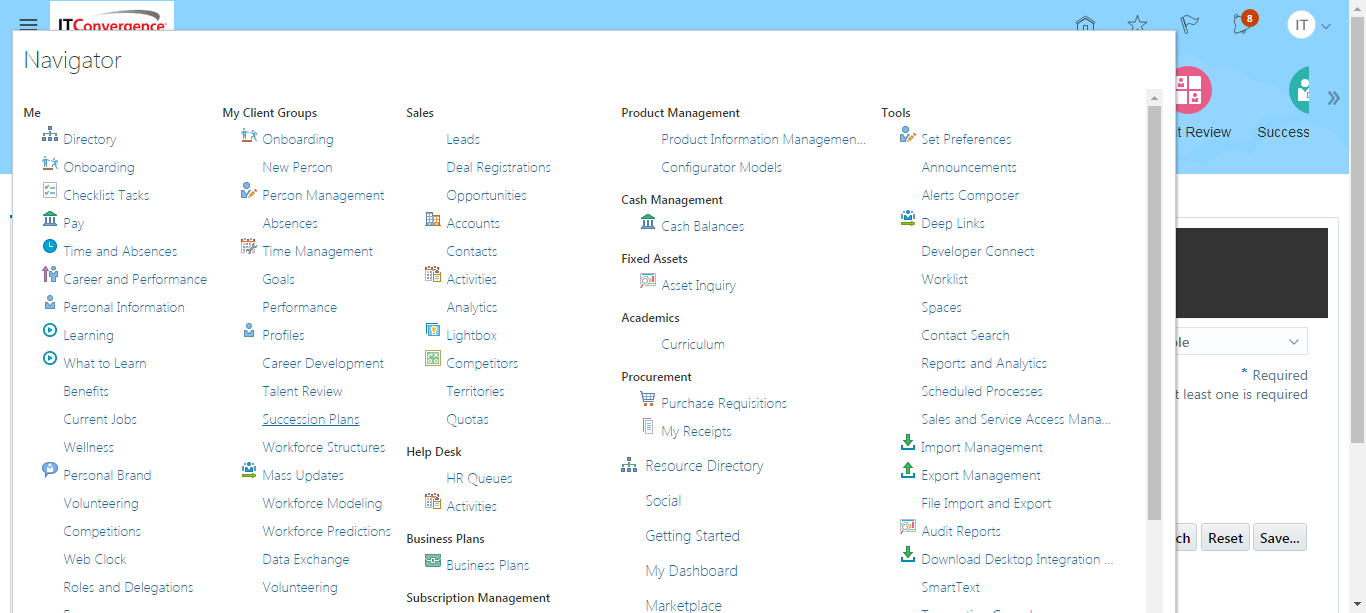 ITConvergence
8
IT
Navigator
Me
Directory
Onboarding
Checklist Tasks
Pay
Time and Absences
Career and Performance
Personal Information
Learning
What to Learn
Benefits
Current Jobs
Wellness
Personal Brand
Volunteering
Competitions
Web Clock
Roles and Delegations
My Client Groups
Onboarding
New Person
Person Management
Absences
Time Management
Goals
Performance
Profiles
Career Development
Talent Review
Succession Plans
Workforce Structures
Mass Updates
Workforce Modeling
Workforce Predictions
Data Exchange
Volunteering
Sales
Leads
Deal Registrations
Opportunities
Accounts
Contacts
Activities
Analytics
Lightbox
Competitors
Territories
Quotas
Help Desk
HR Queues
Activities
Business Plans
Business Plans
Subscription Management
Product Management
Product Information Managemen...
Configurator Models
Cash Management
Cash Balances
Fixed Assets
Asset Inquiry
Academics
Curriculum
Procurement
Purchase Requisitions
My Receipts
Resource Directory
Social
Getting Started
My Dashboard
Marketplace
Tools
Set Preferences
Announcements
Alerts Composer
Deep Links
Developer Connect
Worklist
Spaces
Contact Search
Reports and Analytics
Scheduled Processes
Sales and Service Access Mana...
Import Management
Export Management
File Import and Export
Audit Reports
Download Desktop Integration ...
SmartText
t Review
Success
ple
* Required
t least one is required
ch
Reset
Save...